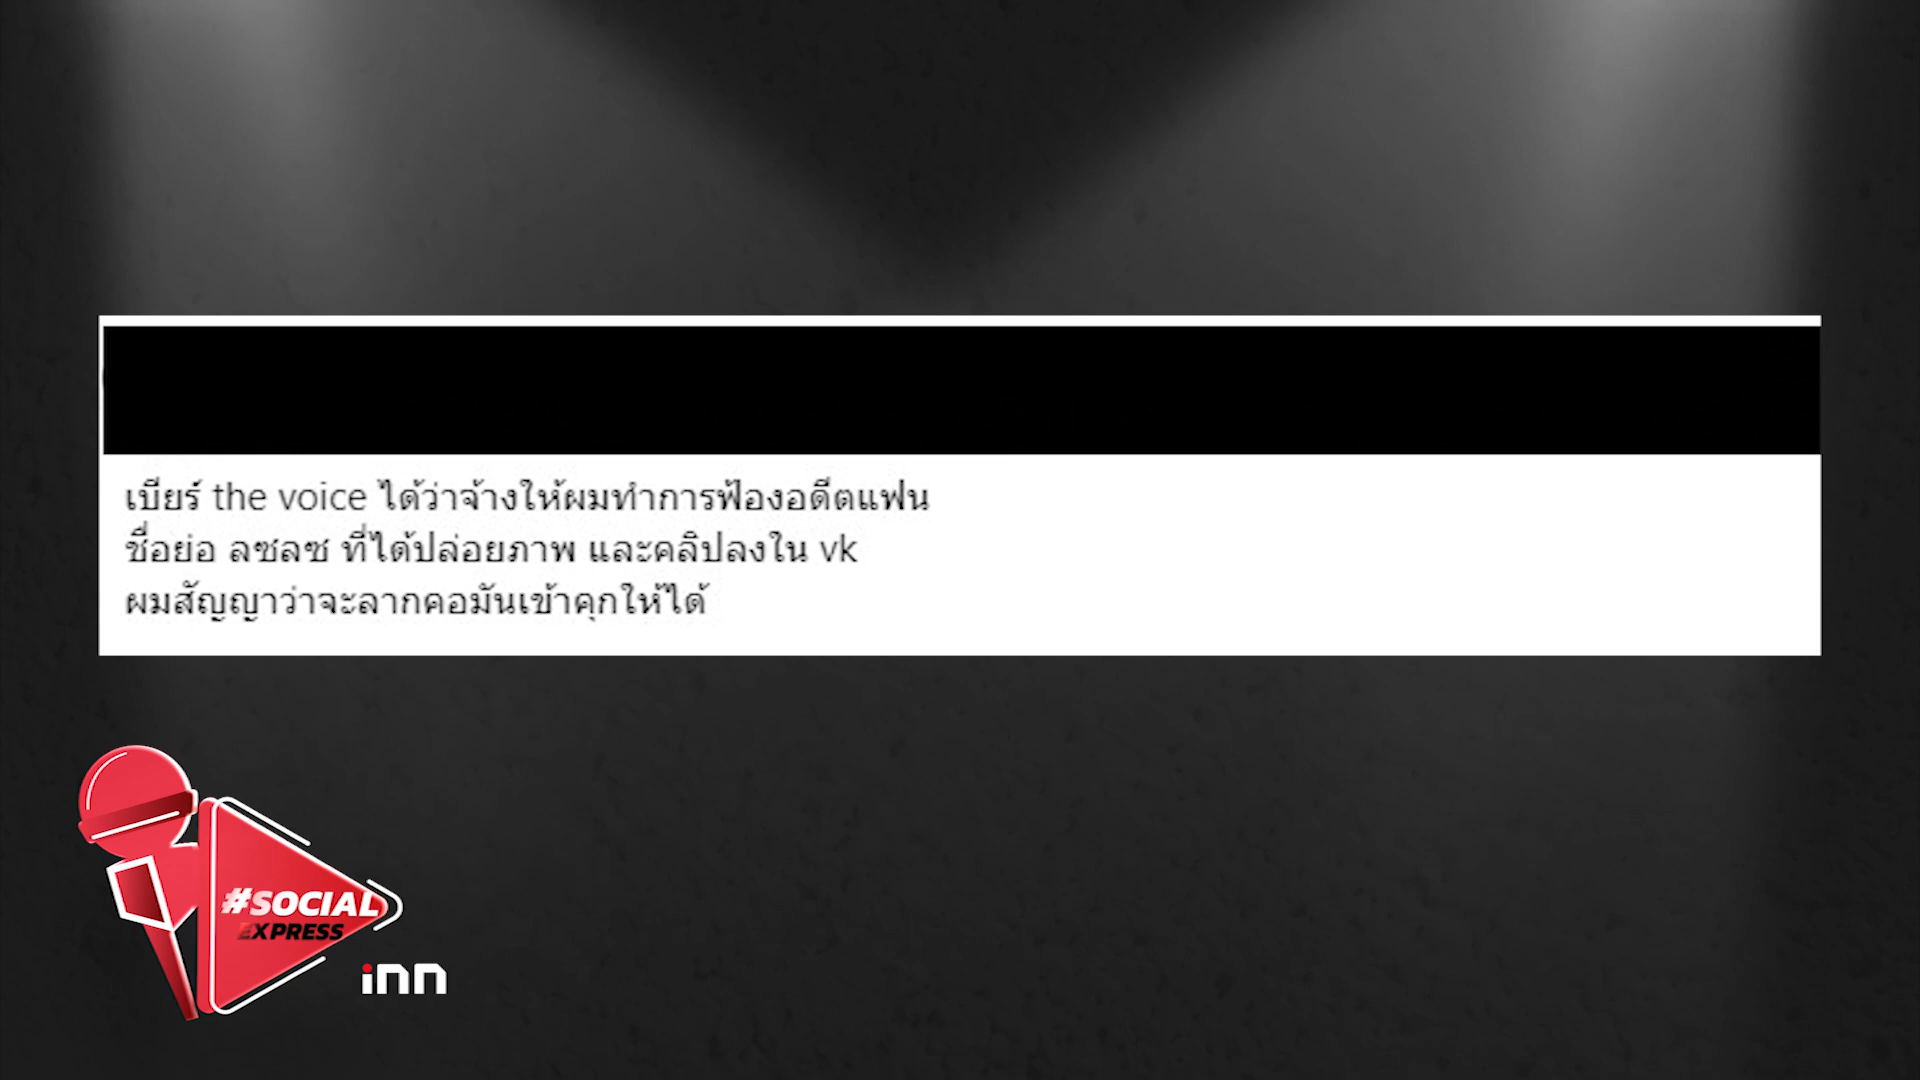 เบียร์ the voice ได้ว่าจ้างให้ผมทำการฟ้องอดีตแฟน
ชื่อย่อ ลซลซ ที่ได้ปล่อยภาพ และคลิปลงใน vk
ผมสัญญาว่าจะลากคอมันเข้าคุกให้ได้
#SOCIAL
EXPRESS
inn